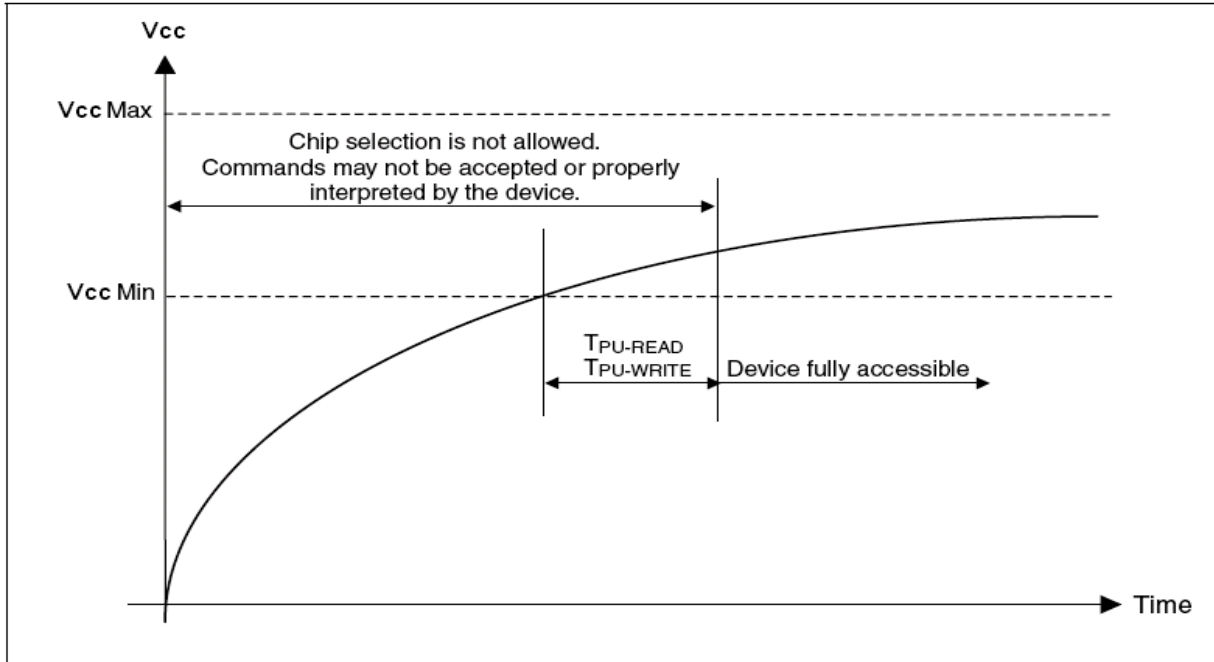 Vcc
Vcc Max
Chip selection is not allowed.
Commands may not be accepted or properly
interpreted by the device.
Vcc Min
TPU-READ
TPU-WRITE
Device fully accessible
Time